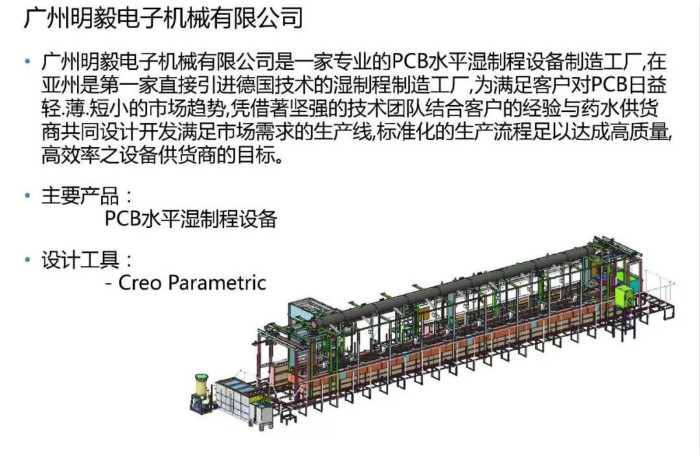 广州明毅电子机械有限公司
• 广州明毅电子机械有限公司是一家专业的PCB水平湿制程设备制造工厂,在
亚州是第一家直接引进德国技术的湿制程制造工厂,为满足客户对PCB日益
轻.薄.短小的市场趋势,凭借著坚强的技术团队结合客户的经验与药水供货
商共同设计开发满足市场需求的生产线,标准化的生产流程足以达成高质量,
高效率之设备供货商的目标。
• 主要产品：
PCB水平湿制程设备
• 设计工具：
- Creo Parametric